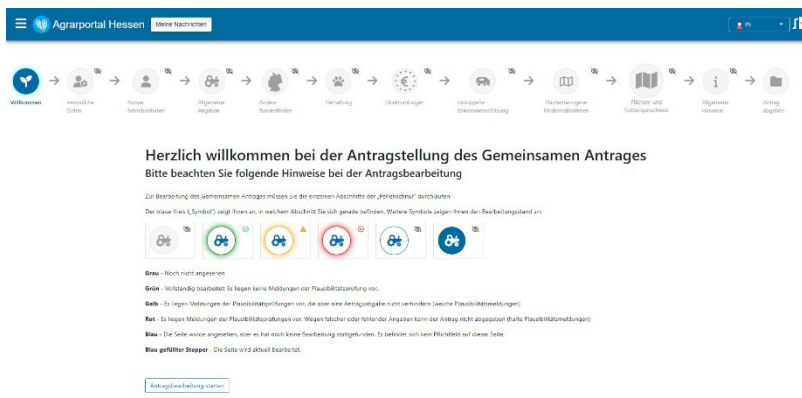 Agrarportal Hessen Meine Nachrichten
Willkommen
Persönliche Daten
Aktiver Betriebsinhaber
Allgemeine Angaben
Andere Bundesländer
Tierhaltung
Direktzahlungen
Gekoppelte Einkommensstützung
Flächenbezogene Fördermaßnahmen
Flächen- und Nutzungsnachweis
Allgemeine Hinweise
Antrag abgeben
Herzlich willkommen bei der Antragstellung des Gemeinsamen Antrages
Bitte beachten Sie folgende Hinweise bei der Antragsbearbeitung
Zur Bearbeitung des Gemeinsamen Antrages müssen Sie die einzelnen Abschnitte der „Perlenschnur" durchlaufen
Der blaue Kreis („Symbol") zeigt Ihnen an, in welchem Abschnitt Sie sich gerade befinden. Weitere Symbole zeigen Ihnen den Bearbeitungsstand an:
Grau - Noch nicht angesehen
Grün - Vollständig bearbeitet: Es liegen keine Meldungen der Plausibilitätsprüfung vor.
Gelb - Es liegen Meldungen der Plausibilitätsprüfungen vor, die aber eine Antragsabgabe nicht verhindern (weiche Plausibilitätsmeldungen)
Rot - Es liegen Meldungen der Plausibilitätsprüfungen vor. Wegen falscher oder fehlender Angaben kann der Antrag nicht abgegeben (harte Plausibilitätsmeldungen)
Blau - Die Seite wurde angesehen, aber es hat noch keine Bearbeitung stattgefunden. Es befindet sich kein Pflichtfeld auf dieser Seite.
Blau gefüllter Stepper - Die Seite wird aktuell bearbeitet.
Antragsbearbeitung starten